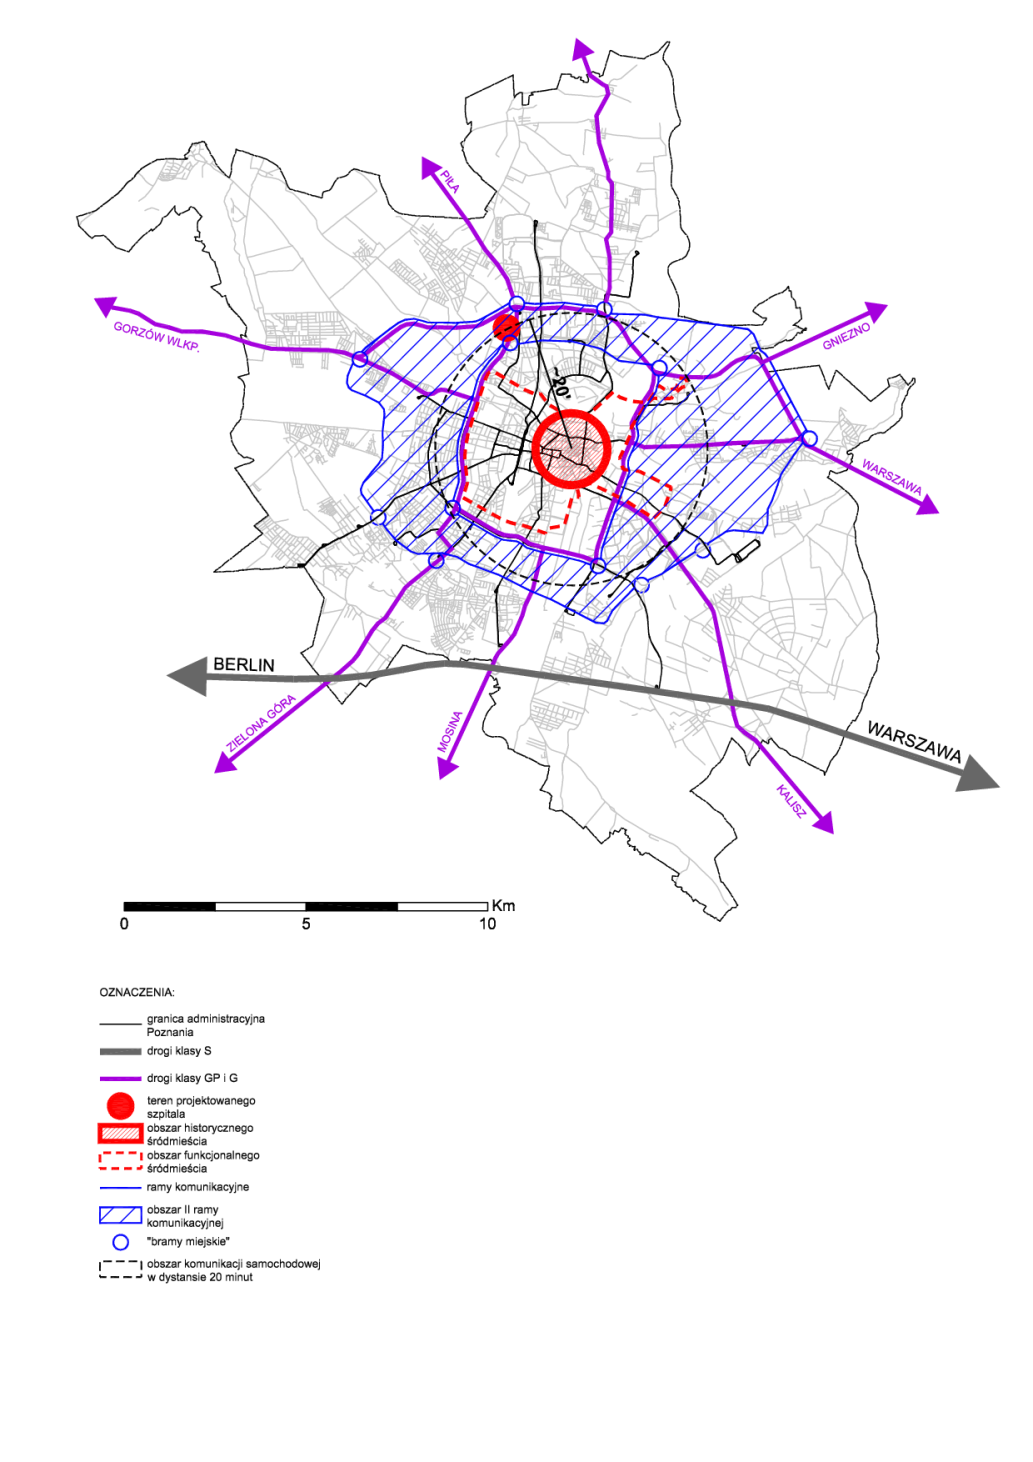 PIŁA
GORZÓW WLKP.
GNIEZNO
~20'
WARSZAWA
BERLIN
ZIELONA GÓRA
MOSINA
WARSZAWA
KALISZ
Km
0 5 10
OZNACZENIA:
granica administracyjna
Poznania
drogi klasy S
drogi klasy GP i G
teren projektowanego
szpitala
obszar historycznego
śródmieścia
obszar funkcjonalnego
śródmieścia
ramy komunikacyjne
obszar II ramy
komunikacyjnej
"bramy miejskie"
obszar komunikacji samochodowej
w dystansie 20 minut